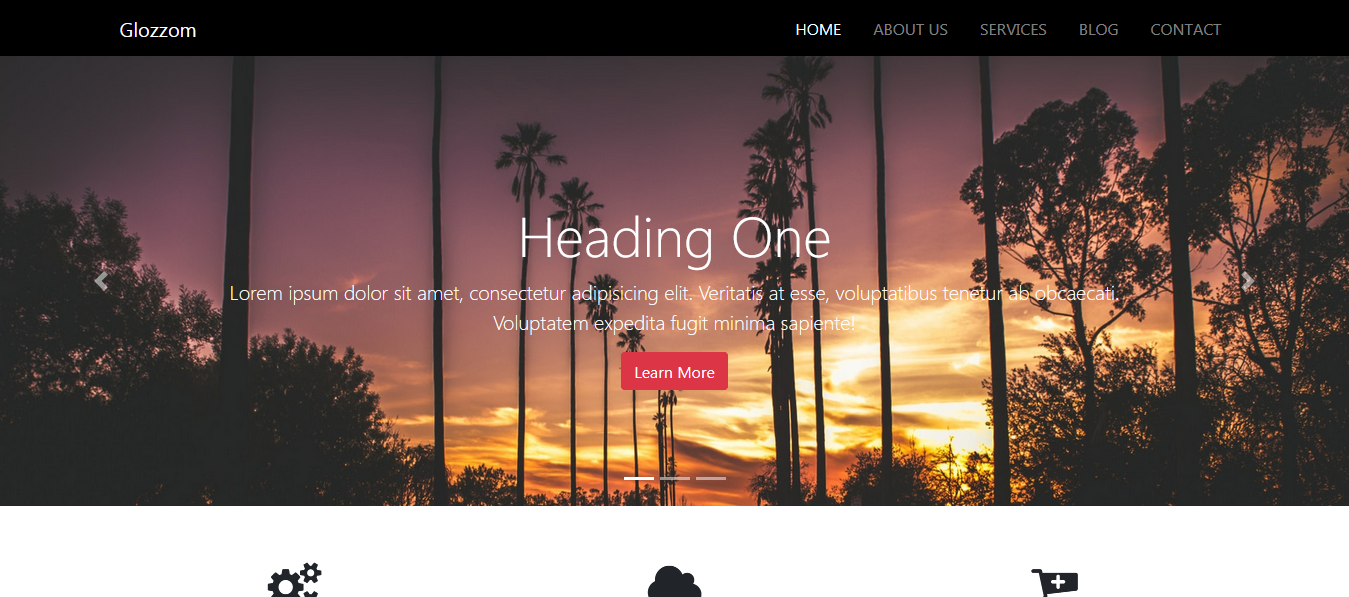 Glozzom
HOME ABOUT US SERVICES BLOG CONTACT
Heading One
Lorem ipsum dolor sit amet, consectetur adipisicing elit. Veritatis at esse, voluptatibus tenetur ab obcaecati.
Voluptatem expedita fugit minima sapiente!
Learn More